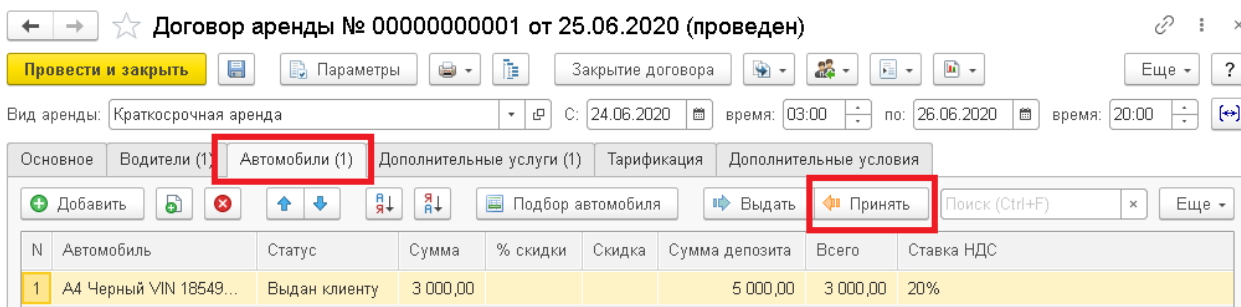 Договор аренды № 00000000001 от 25.06.2020 (проведен)
Провести и закрыть Параметры Закрытие договора Еще ?
Вид аренды: Краткосрочная аренда С: 24.06.2020 время: 03:00 по: 26.06.2020 время: 20:00
Основное Водители (1) Автомобили (1) Дополнительные услуги (1) Тарификация Дополнительные условия
Добавить Подбор автомобиля Выдать Принять Поиск (Ctrl+F) × Еще
N Автомобиль Статус Сумма % скидки Скидка Сумма депозита Всего Ставка НДС
1 А4 Черный VIN 18549... Выдан клиенту 3 000,00 5 000,00 3 000,00 20%